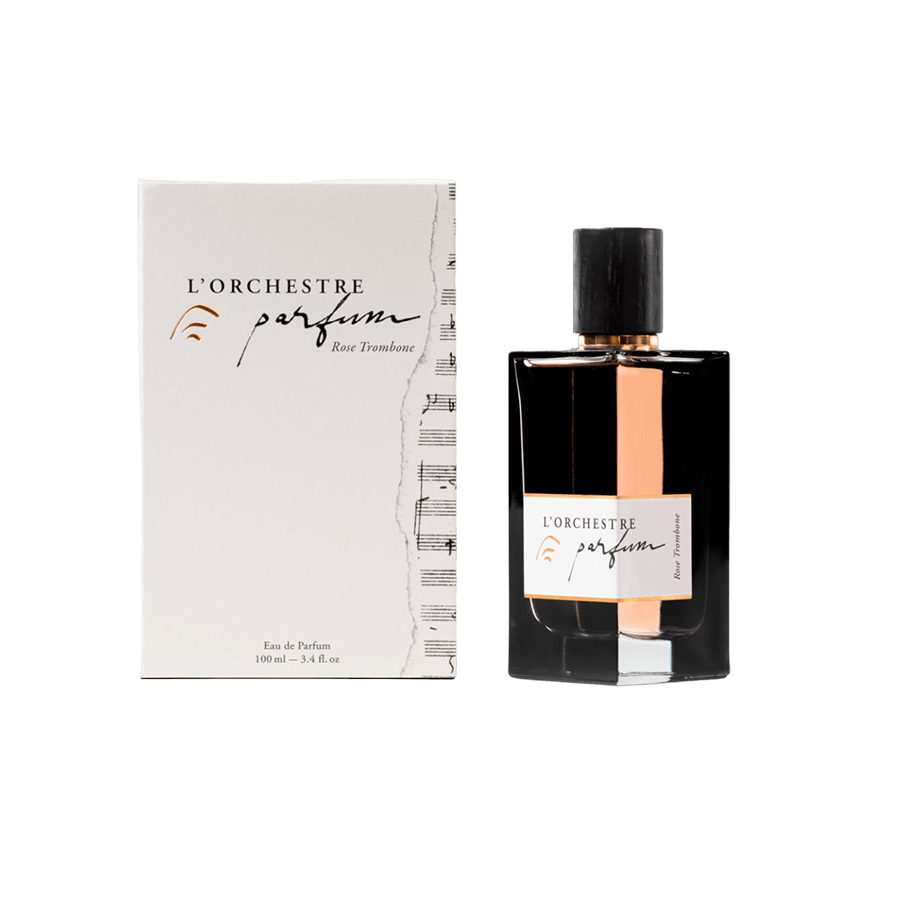 L'ORCHESTRE
parfum
Rose Trombone
Eau de Parfum
100 ml — 3.4 fl. oz
L'ORCHESTRE
parfum
Rose Trombone